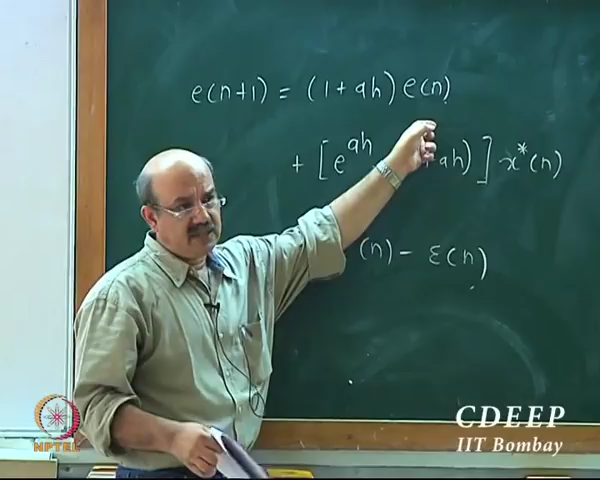 e(n+1) = (1+ah) e(n)
+ [e^{ah} +ah)] x*(n)
(n) - ε(n)
NPTEL
CDEEP
IIT Bombay